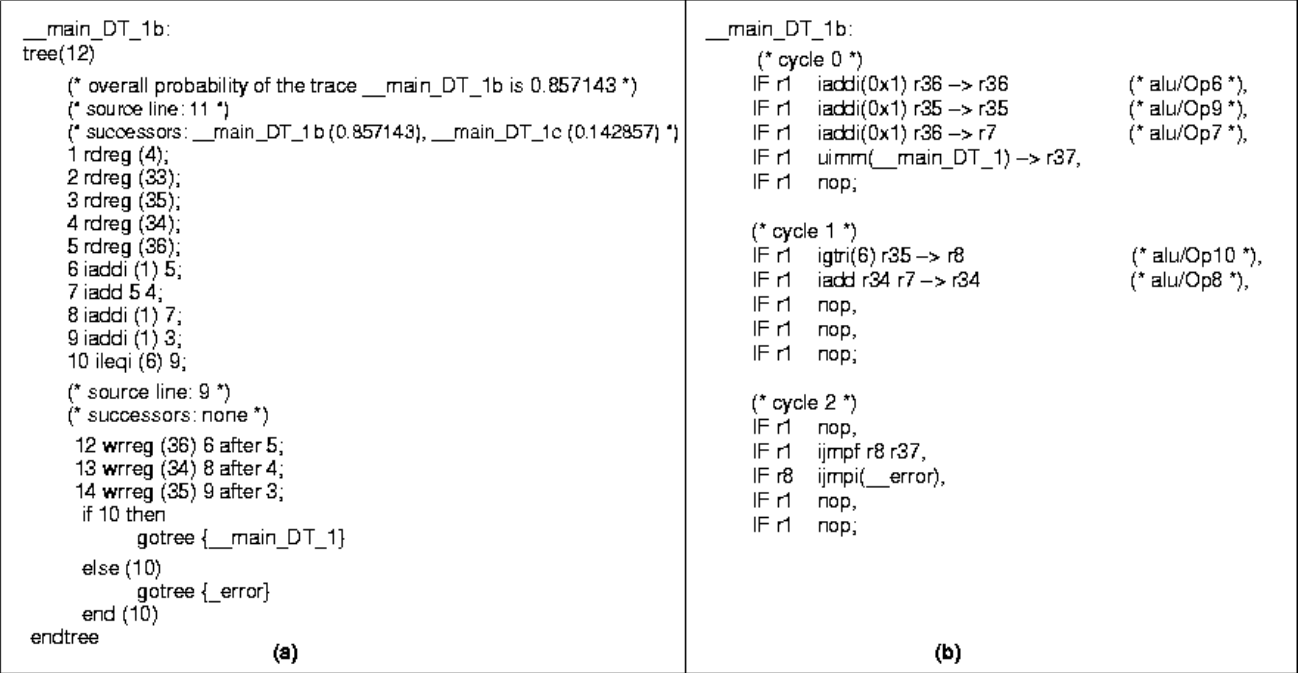 __main_DT_1b:
tree(12)
(* overall probability of the trace __main_DT_1b is 0.857143 *)
(* source line: 11 *)
(* successors: __main_DT_1b (0.857143), __main_DT_1c (0.142857) *)
1 rdreg (4);
2 rdreg (33);
3 rdreg (35);
4 rdreg (34);
5 rdreg (36);
6 iaddi (1) 5;
7 iadd 5 4;
8 iaddi (1) 7;
9 iaddi (1) 3;
10 ileqi (6) 9;
(* source line: 9 *)
(* successors: none *)
12 wrreg (36) 6 after 5;
13 wrreg (34) 8 after 4;
14 wrreg (35) 9 after 3;
if 10 then
gotree {__main_DT_1}
else (10)
gotree {_error}
end (10)
endtree
(a)
__main_DT_1b:
(* cycle 0 *)
IF r1 iaddi(0x1) r36 –> r36 (* alu/Op6 *),
IF r1 iaddi(0x1) r35 –> r35 (* alu/Op9 *),
IF r1 iaddi(0x1) r36 –> r7 (* alu/Op7 *),
IF r1 uimm(__main_DT_1) –> r37,
IF r1 nop;
(* cycle 1 *)
IF r1 igtri(6) r35 –> r8 (* alu/Op10 *),
IF r1 iadd r34 r7 –> r34 (* alu/Op8 *),
IF r1 nop,
IF r1 nop,
IF r1 nop;
(* cycle 2 *)
IF r1 nop,
IF r1 ijmpf r8 r37,
IF r8 ijmpi(__error),
IF r1 nop,
IF r1 nop;
(b)